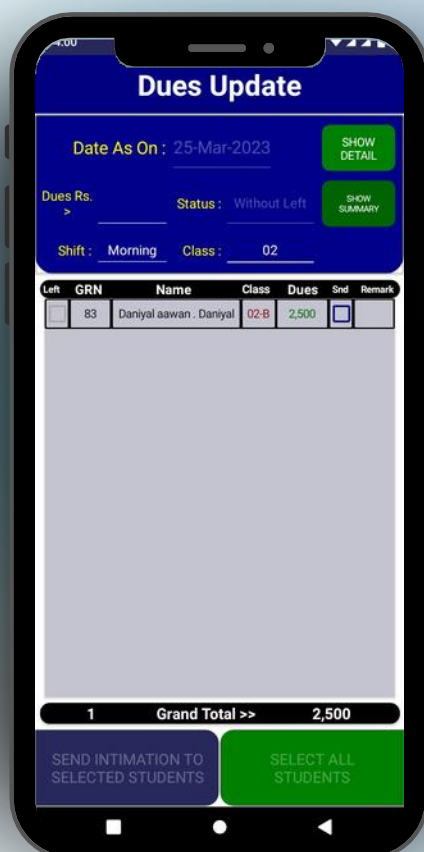 4:00
Dues Update
Date As On : 25-Mar-2023
SHOW
DETAIL
Dues Rs.
>
Status : Without Left
SHOW
SUMMARY
Shift : Morning Class : 02
Left GRN Name Class Dues Snd Remark
83 Daniyal aawan . Daniyal 02-B 2,500
1 Grand Total >> 2,500
SEND INTIMATION TO
SELECTED STUDENTS
SELECT ALL
STUDENTS